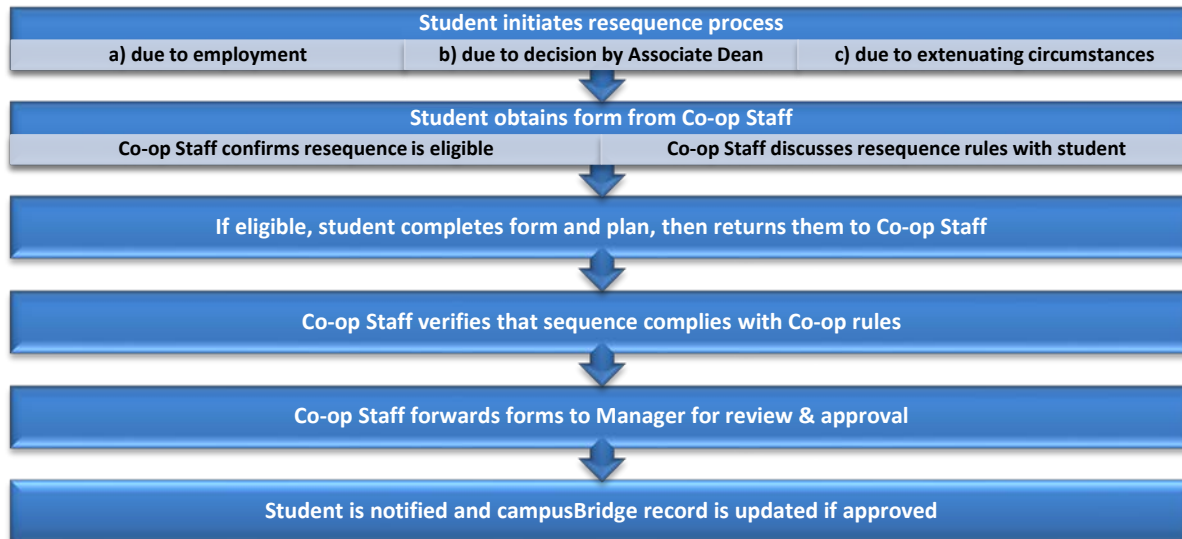 Student initiates resequence process
a) due to employment
b) due to decision by Associate Dean
c) due to extenuating circumstances
Student obtains form from Co-op Staff
Co-op Staff confirms resequence is eligible
Co-op Staff discusses resequence rules with student
If eligible, student completes form and plan, then returns them to Co-op Staff
Co-op Staff verifies that sequence complies with Co-op rules
Co-op Staff forwards forms to Manager for review & approval
Student is notified and campusBridge record is updated if approved